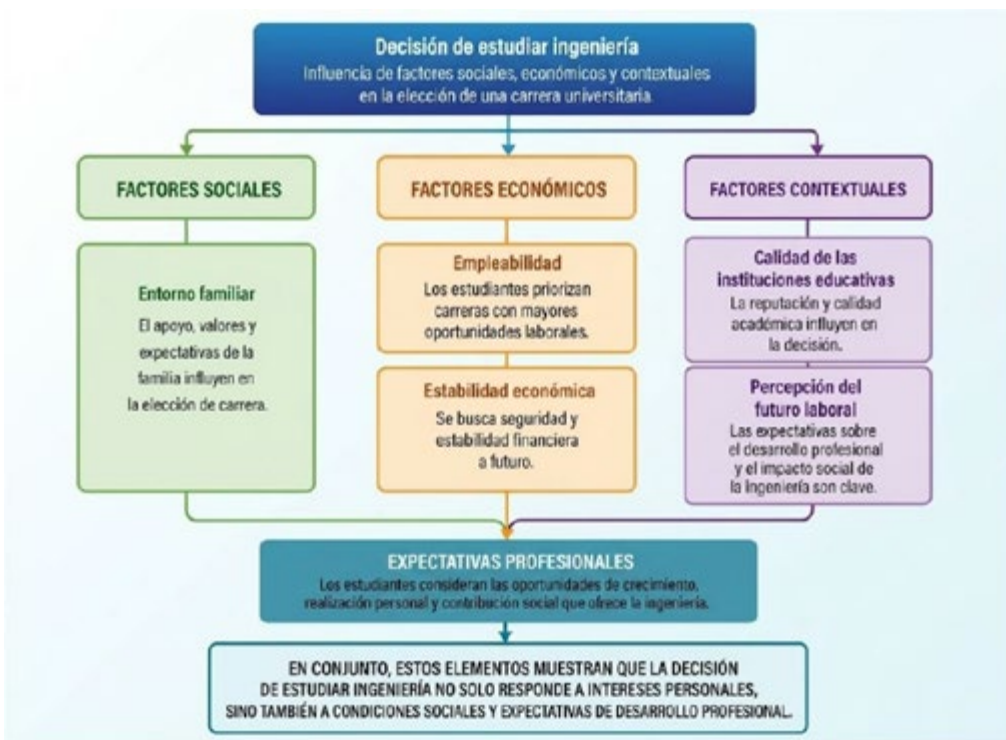 Decisión de estudiar ingeniería
Influencia de factores sociales, económicos y contextuales
en la elección de una carrera universitaria.
FACTORES SOCIALES
Entorno familiar
El apoyo, valores y
expectativas de la
familia influyen en
la elección de carrera.
FACTORES ECONÓMICOS
Empleabilidad
Los estudiantes priorizan
carreras con mayores
oportunidades laborales.
Estabilidad económica
Se busca seguridad y
estabilidad financiera
a futuro.
FACTORES CONTEXTUALES
Calidad de las
instituciones educativas
La reputación y calidad
académica influyen en
la decisión.
Percepción del
futuro laboral
Las expectativas sobre
el desarrollo profesional
y el impacto social de
la ingeniería son clave.
EXPECTATIVAS PROFESIONALES
Los estudiantes consideran las oportunidades de crecimiento,
realización personal y contribución social que ofrece la ingeniería.
EN CONJUNTO, ESTOS ELEMENTOS MUESTRAN QUE LA DECISIÓN
DE ESTUDIAR INGENIERÍA NO SOLO RESPONDE A INTERESES PERSONALES,
SINO TAMBIÉN A CONDICIONES SOCIALES Y EXPECTATIVAS DE DESARROLLO PROFESIONAL.